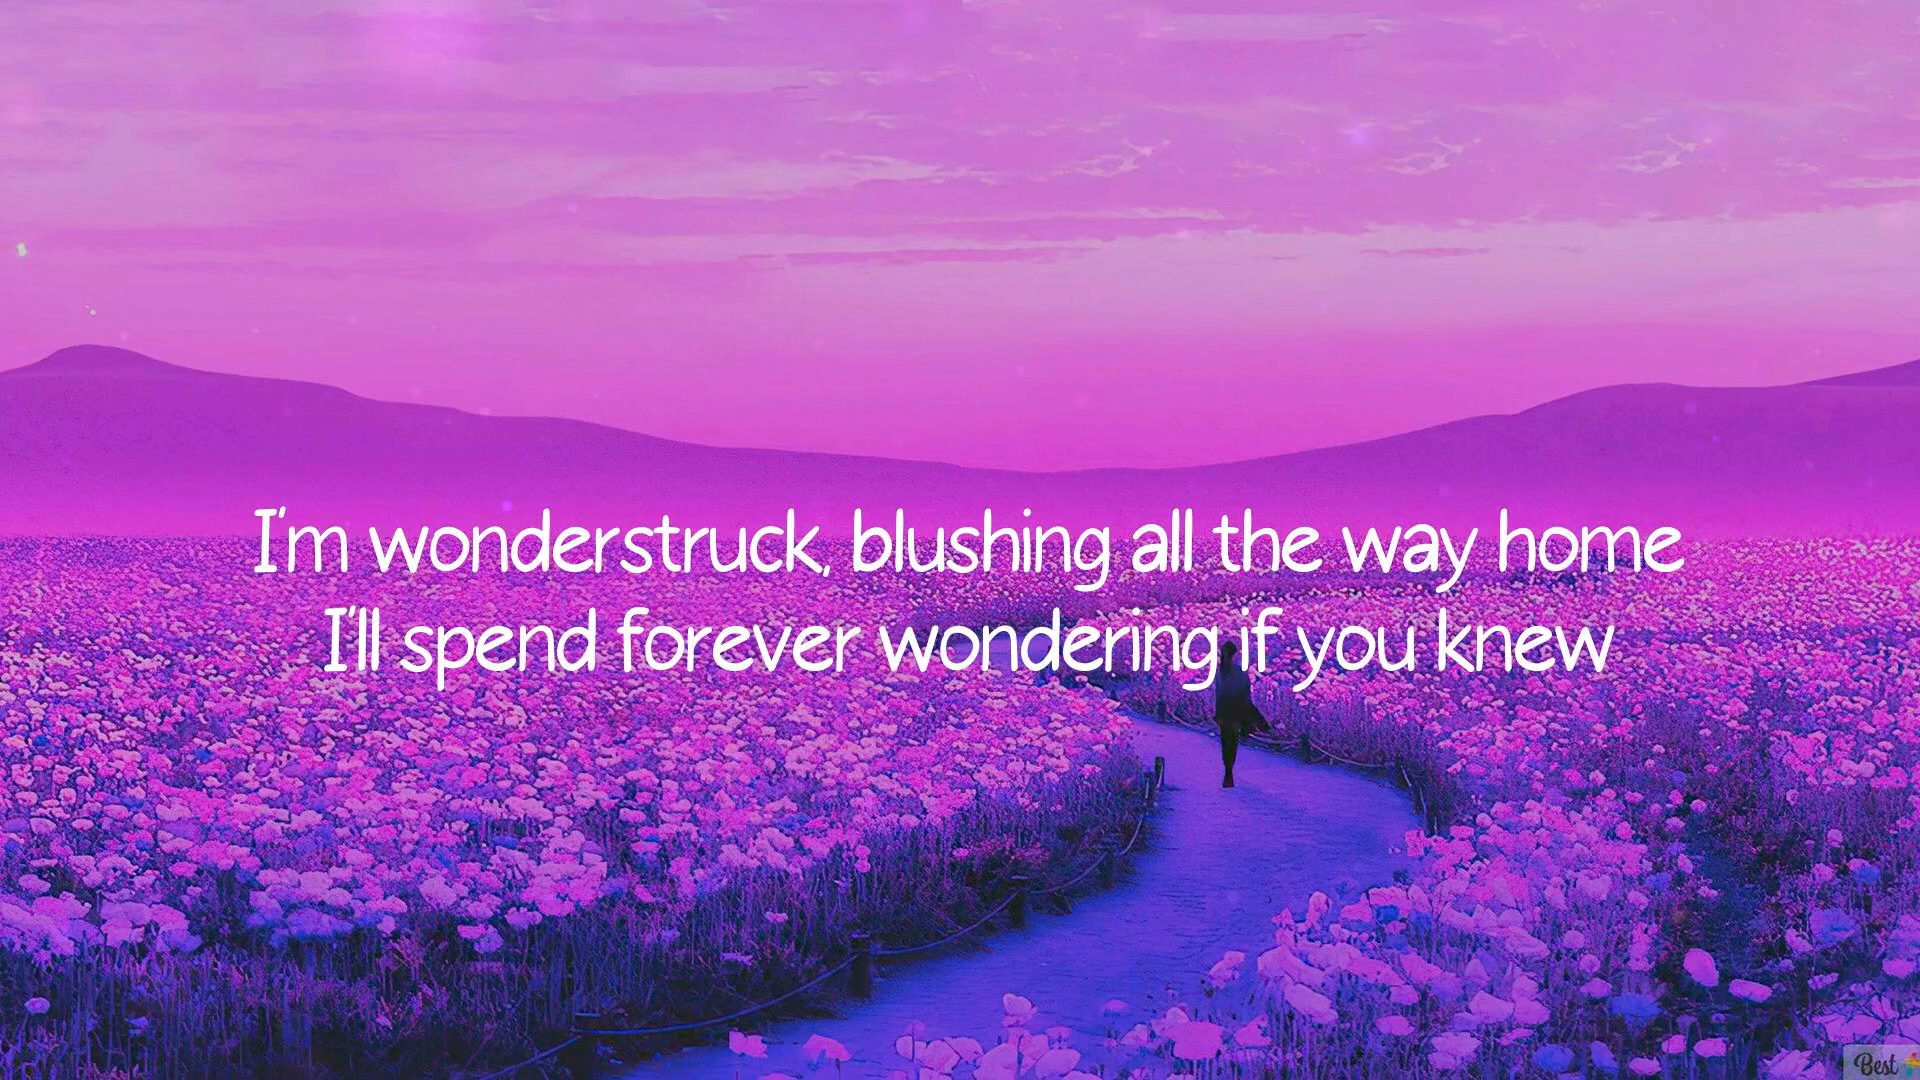 I'm wonderstruck, blushing all the way home
I'll spend forever wondering if you knew
Best